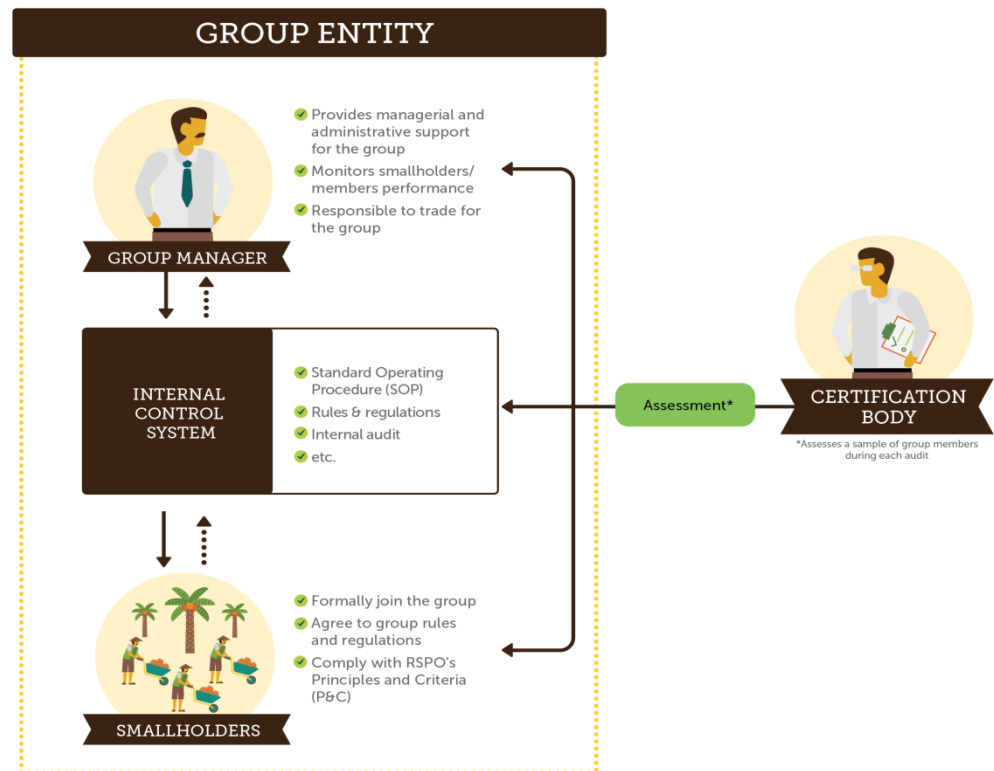 GROUP ENTITY
Provides managerial and
administrative support
for the group
Monitors smallholders/
members performance
Responsible to trade for
the group
GROUP MANAGER
INTERNAL
CONTROL
SYSTEM
Standard Operating
Procedure (SOP)
Rules & regulations
Internal audit
etc.
Assessment*
CERTIFICATION
BODY
*Assesses a sample of group members
during each audit
Formally join the group
Agree to group rules
and regulations
Comply with RSPO’s
Principles and Criteria
(P&C)
SMALLHOLDERS